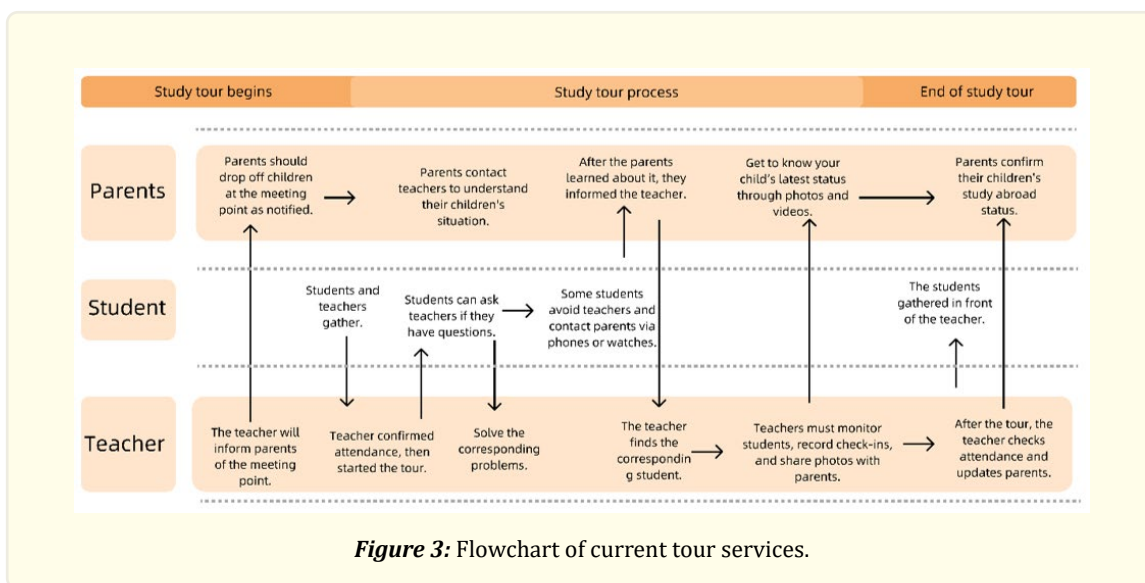 Study tour begins
Study tour process
End of study tour
Parents
Parents should
drop off children
at the meeting
point as notified.
Parents contact
teachers to understand
their children's
situation.
After the parents
learned about it, they
informed the teacher.
Get to know your
child's latest status
through photos and
videos.
Parents confirm
their children's
study abroad
status.
Student
Students and
teachers
gather.
Students can ask
teachers if they
have questions.
Some students
avoid teachers and
contact parents via
phones or watches.
The students
gathered in front
of the teacher.
Teacher
The teacher will
inform parents
of the meeting
point.
Teacher confirmed
attendance, then
started the tour.
Solve the
corresponding
problems.
The teacher
finds the
correspondin
g student.
Teachers must monitor
students, record check-ins,
and share photos with
parents.
After the tour, the
teacher checks
attendance and
updates parents.
Figure 3: Flowchart of current tour services.